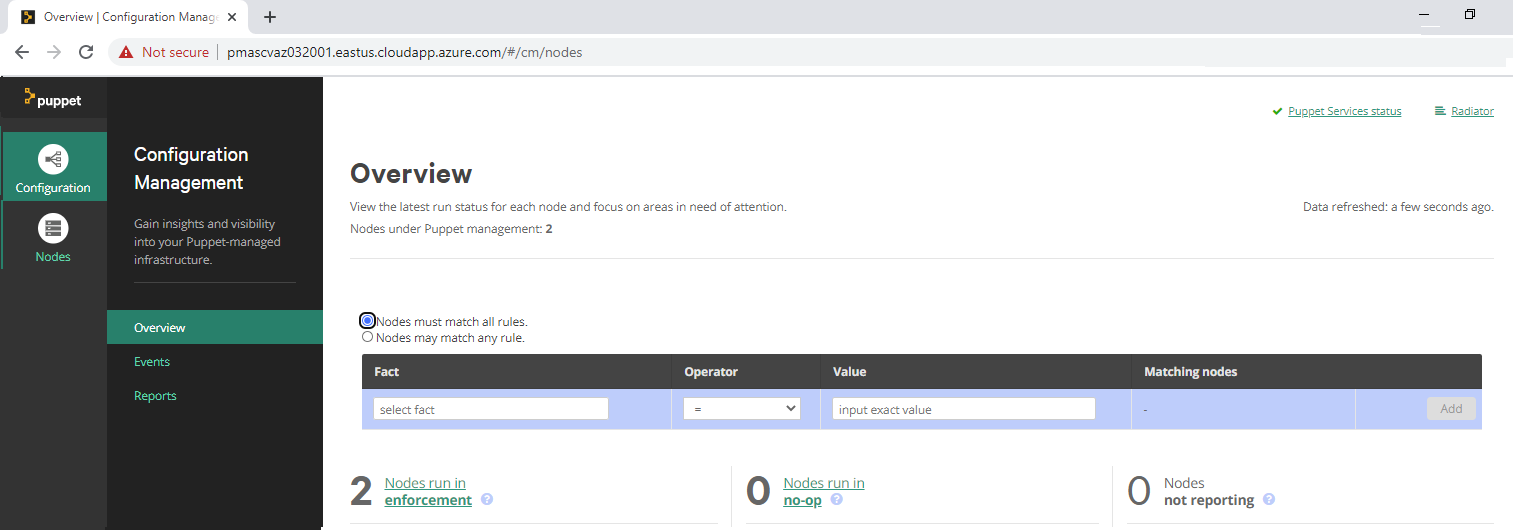 Overview | Configuration Manage
Not secure
pmascvaz032001.eastus.cloudapp.azure.com/#/cm/nodes
puppet
Configuration
Nodes
Configuration
Management
Gain insights and visibility
into your Puppet-managed
infrastructure.
Overview
Events
Reports
Puppet Services status
Radiator
Overview
View the latest run status for each node and focus on areas in need of attention.
Data refreshed: a few seconds ago.
Nodes under Puppet management: 2
Nodes must match all rules.
Nodes may match any rule.
Fact Operator Value Matching nodes
select fact = input exact value - Add
2 Nodes run in
enforcement ?
0 Nodes run in
no-op ?
0 Nodes
not reporting ?